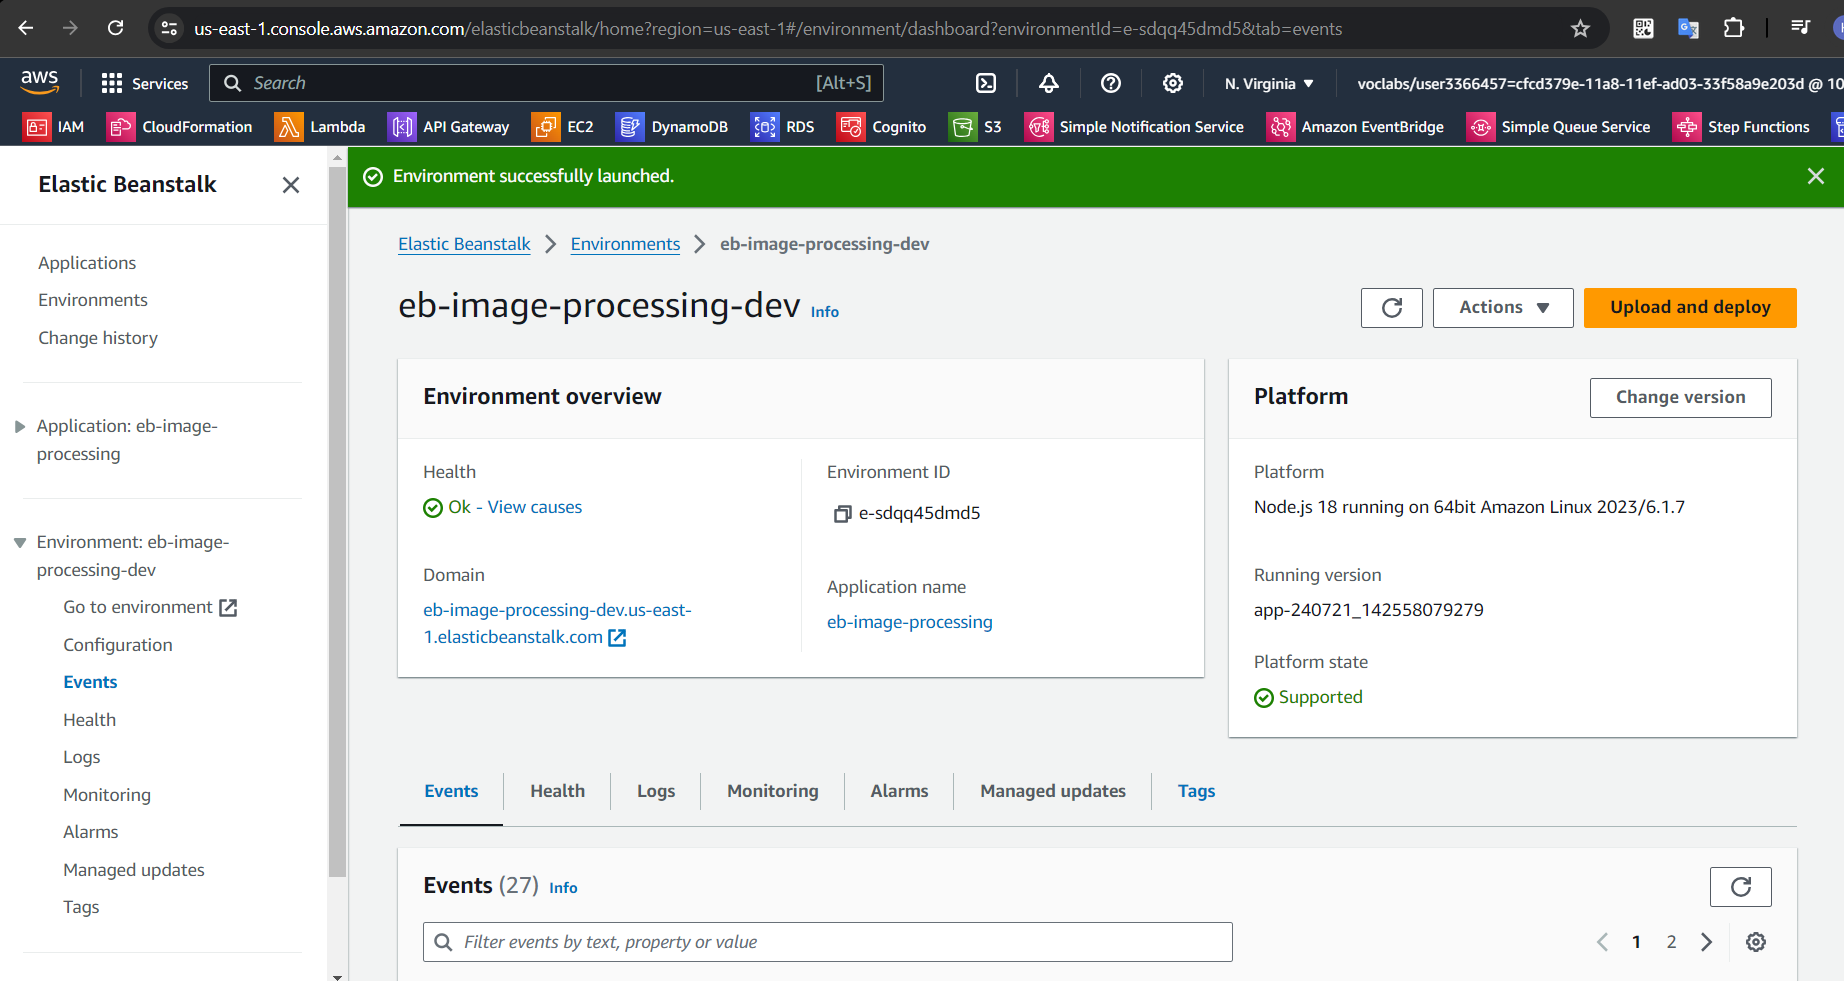 us-east-1.console.aws.amazon.com/elasticbeanstalk/home?region=us-east-1#/environment/dashboard?environmentId=e-sdqq45dmd5&tab=events
aws
Services
Search
[Alt+S]
N. Virginia
voclabs/user3366457=cfcd379e-11a8-11ef-ad03-33f58a9e203d @ 10
IAM
CloudFormation
Lambda
API Gateway
EC2
DynamoDB
RDS
Cognito
S3
Simple Notification Service
Amazon EventBridge
Simple Queue Service
Step Functions
Elastic Beanstalk
Applications
Environments
Change history
Application: eb-image-
processing
Environment: eb-image-
processing-dev
Go to environment
Configuration
Events
Health
Logs
Monitoring
Alarms
Managed updates
Tags
Environment successfully launched.
Elastic Beanstalk
Environments
eb-image-processing-dev
eb-image-processing-dev Info
Actions
Upload and deploy
Environment overview
Health
Ok - View causes
Domain
eb-image-processing-dev.us-east-
1.elasticbeanstalk.com
Environment ID
e-sdqq45dmd5
Application name
eb-image-processing
Platform
Change version
Platform
Node.js 18 running on 64bit Amazon Linux 2023/6.1.7
Running version
app-240721_142558079279
Platform state
Supported
Events
Health
Logs
Monitoring
Alarms
Managed updates
Tags
Events (27) Info
Filter events by text, property or value
1
2